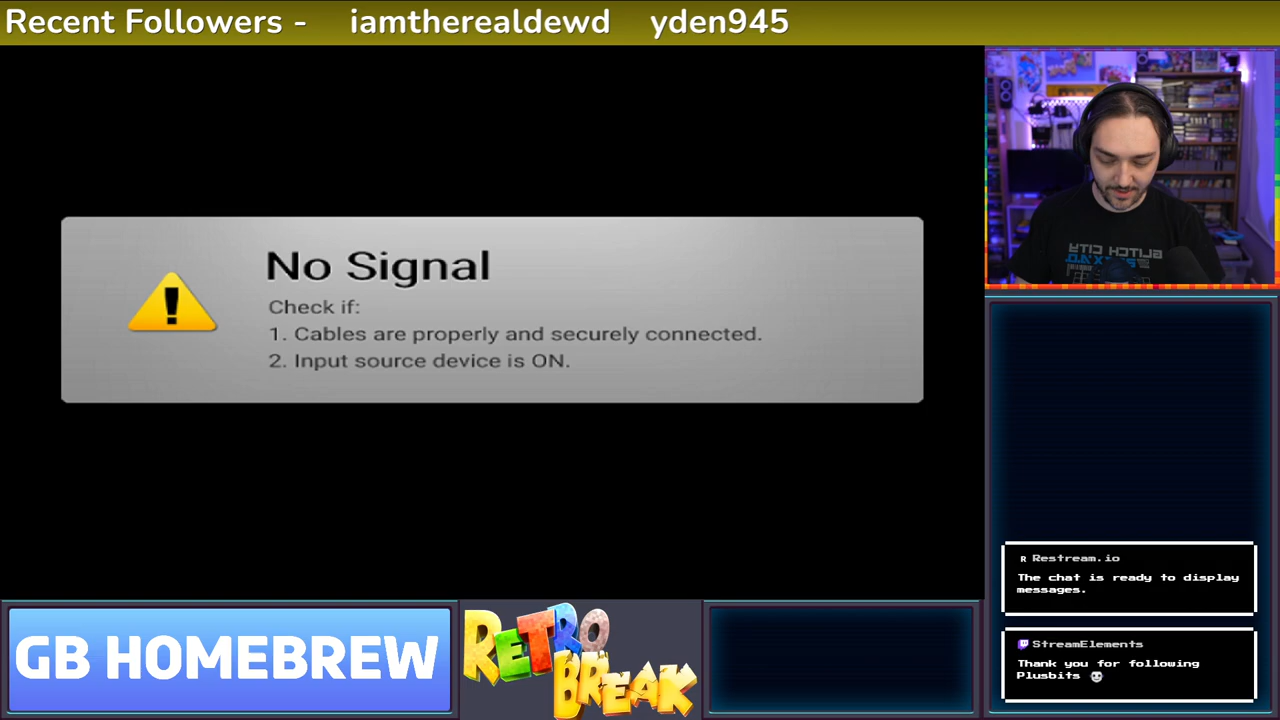 Recent Followers - iamtherealdewd yden945
No Signal
Check if:
1. Cables are properly and securely connected.
2. Input source device is ON.
GLITCH CITY
R Restream.io
The chat is ready to display
messages.
StreamElements
Thank you for following
Plusbits
GB HOMEBREW
RETRO
BREAK